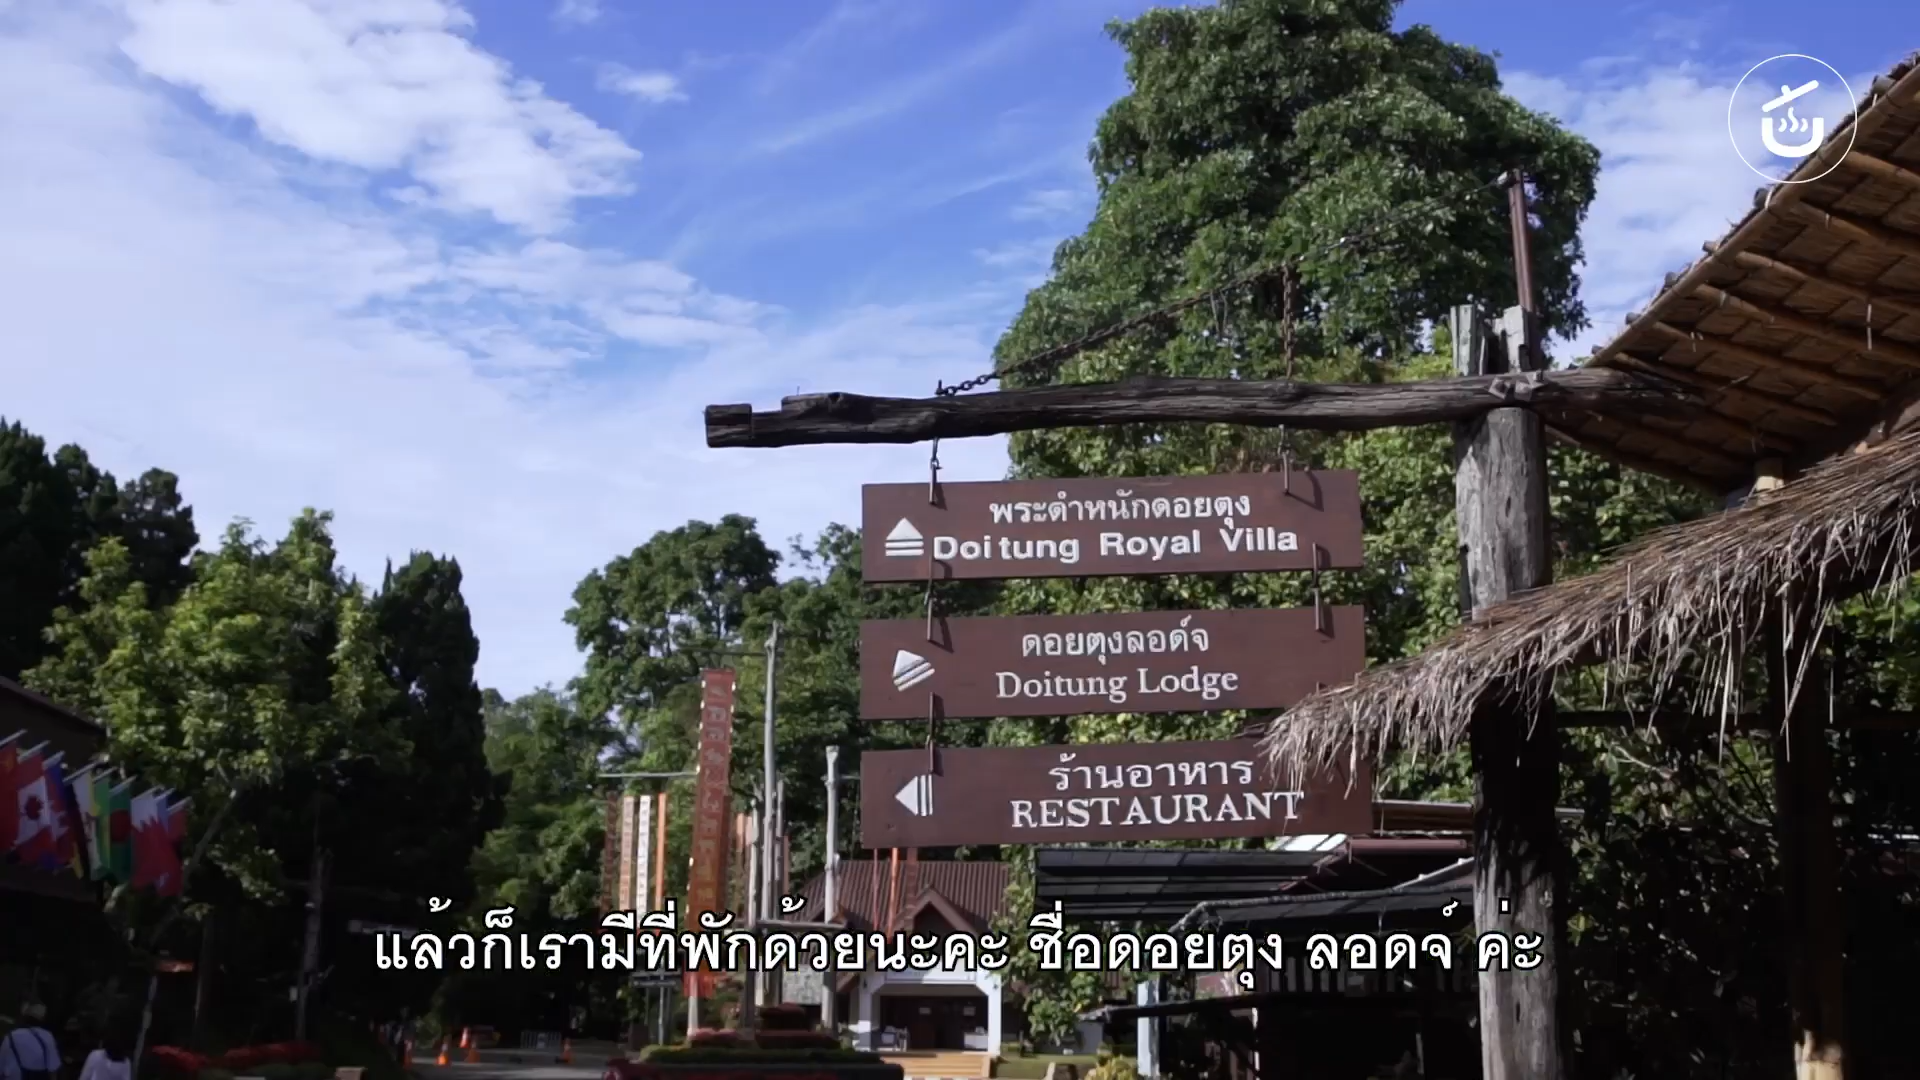 พระตำหนักดอยตุง
Doitung Royal Villa
ดอยตุงลอด์จ
Doitung Lodge
ร้านอาหาร
RESTAURANT
แล้วก็เรามีที่พักด้วยนะคะ ชื่อดอยตุง ลอดจ์ ค่ะ